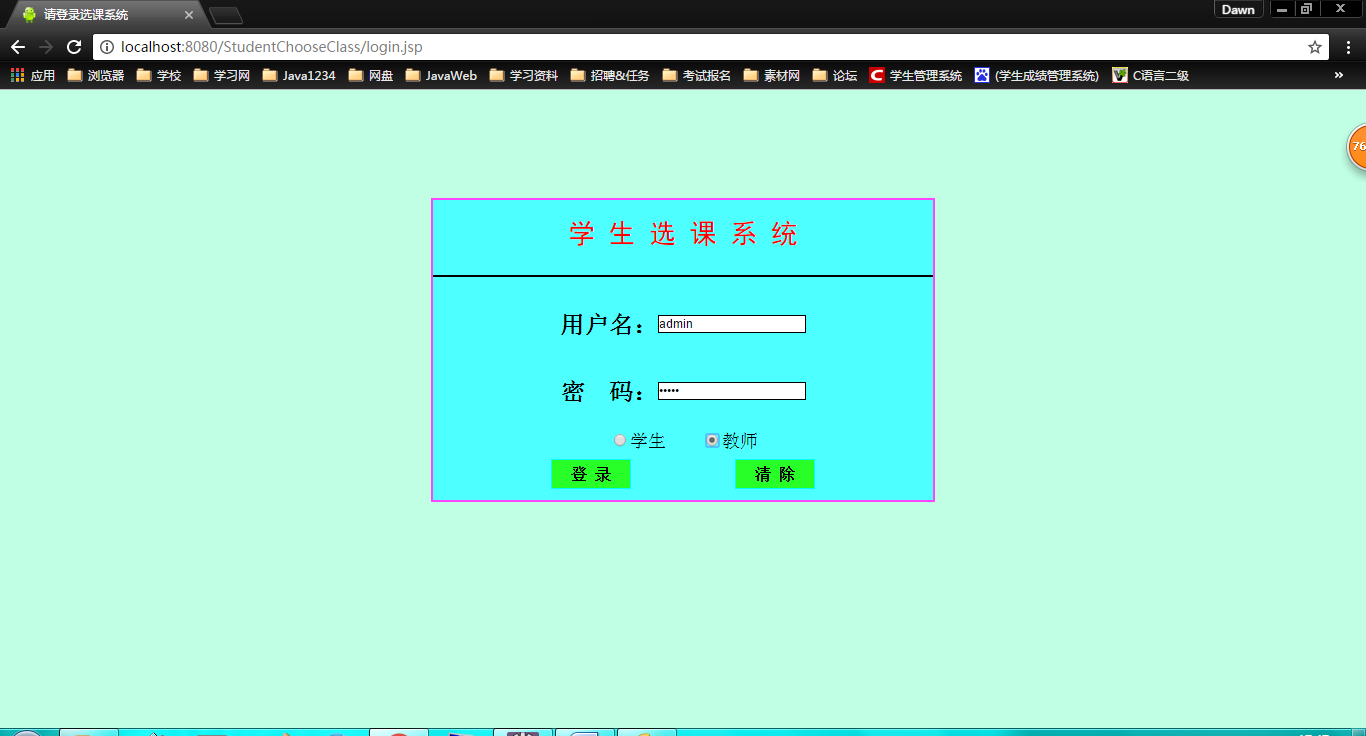 请登录选课系统
Dawn
localhost:8080/StudentChooseClass/login.jsp
应用 浏览器 学校 学习网 Java1234 网盘 JavaWeb 学习资料 招聘&任务 考试报名 素材网 论坛 学生管理系统 (学生成绩管理系统) C语言二级 »
76
学 生 选 课 系 统
用户名：admin
密 码：•••••
学生 教师
登 录 清 除